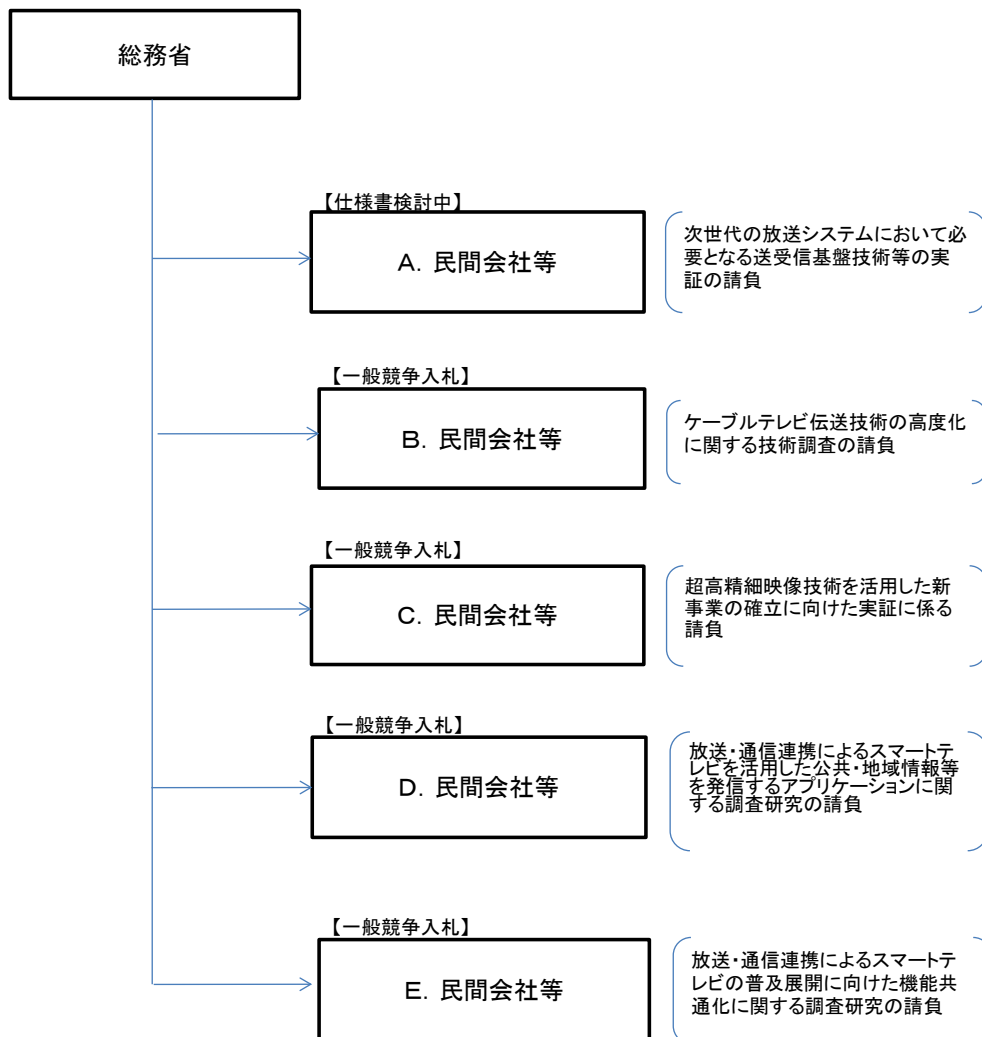 総務省
【仕様書検討中】
A. 民間会社等
次世代の放送システムにおいて必
要となる送受信基盤技術等の実
証の請負
【一般競争入札】
B. 民間会社等
ケーブルテレビ伝送技術の高度化
に関する技術調査の請負
【一般競争入札】
C. 民間会社等
超高精細映像技術を活用した新
事業の確立に向けた実証に係る
請負
【一般競争入札】
D. 民間会社等
放送・通信連携によるスマートテ
レビを活用した公共・地域情報等
を発信するアプリケーションに関
する調査研究の請負
【一般競争入札】
E. 民間会社等
放送・通信連携によるスマートテ
レビの普及展開に向けた機能共
通化に関する調査研究の請負